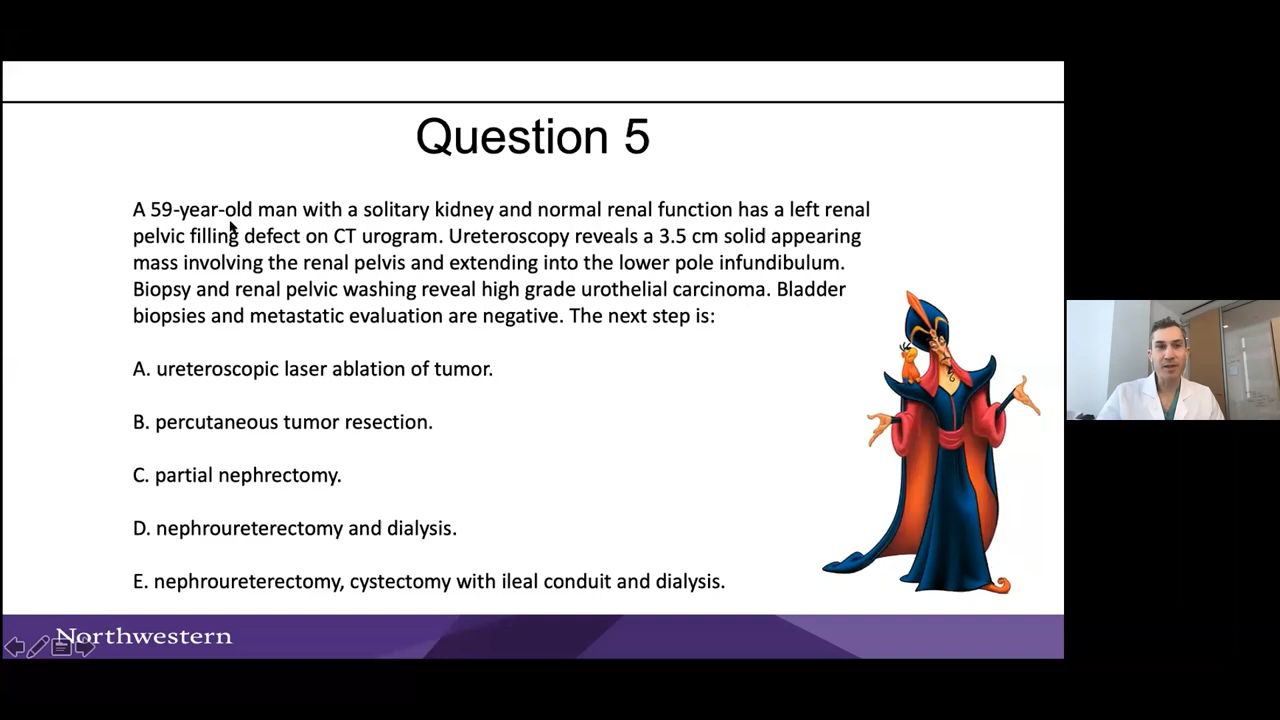 Question 5
A 59-year-old man with a solitary kidney and normal renal function has a left renal
pelvic filling defect on CT urogram. Ureteroscopy reveals a 3.5 cm solid appearing
mass involving the renal pelvis and extending into the lower pole infundibulum.
Biopsy and renal pelvic washing reveal high grade urothelial carcinoma. Bladder
biopsies and metastatic evaluation are negative. The next step is:
A. ureteroscopic laser ablation of tumor.
B. percutaneous tumor resection.
C. partial nephrectomy.
D. nephroureterectomy and dialysis.
E. nephroureterectomy, cystectomy with ileal conduit and dialysis.
Northwestern